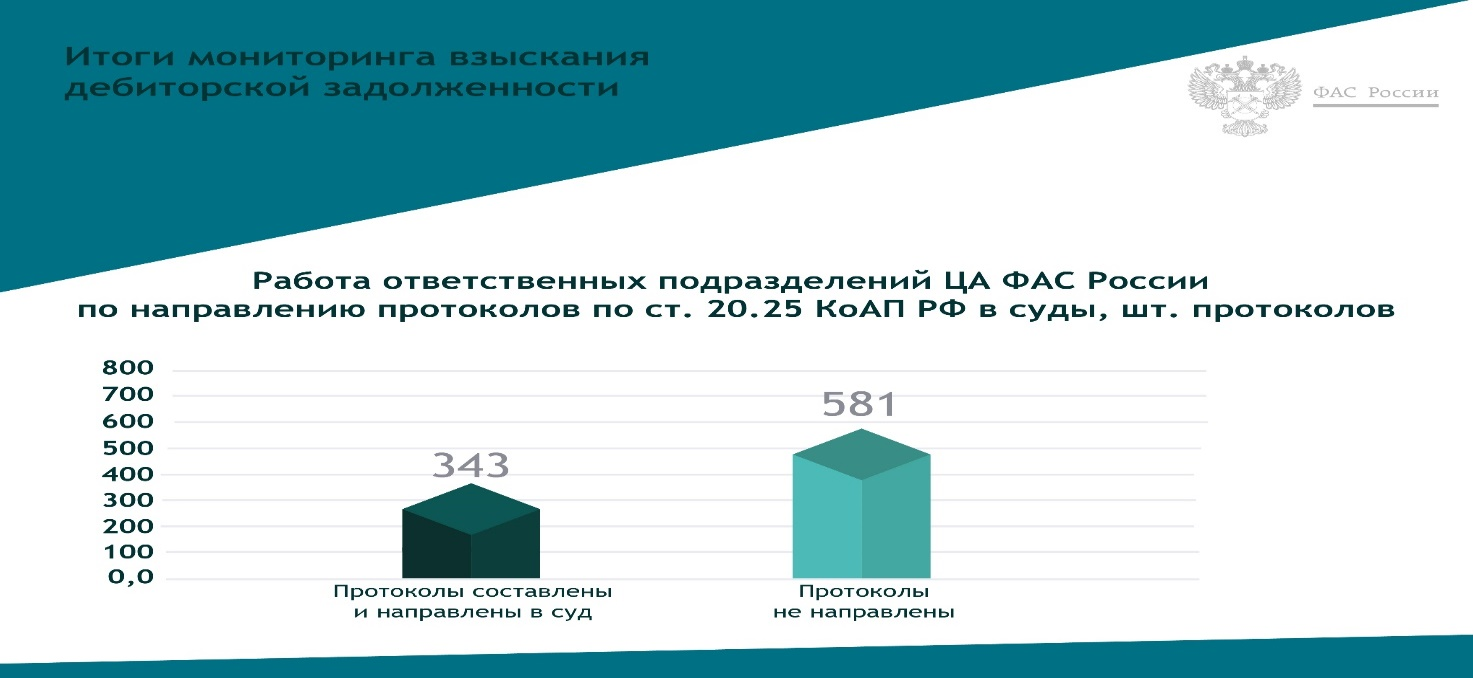 Итоги мониторинга взыскания
дебиторской задолженности
ФАС России
Работа ответственных подразделений ЦА ФАС России
по направлению протоколов по ст. 20.25 КоАП РФ в суды, шт. протоколов
800
700
600
500
400
300
200
100
0,0
343
581
Протоколы составлены
и направлены в суд
Протоколы
не направлены